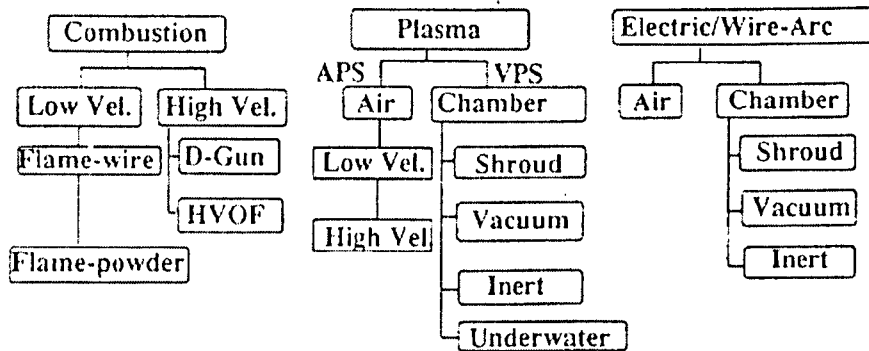 Combustion
Low Vel.
High Vel.
Flame-wire
D-Gun
HVOF
Flame-powder
Plasma
APS
VPS
Air
Chamber
Low Vel.
Shroud
High Vel
Vacuum
Inert
Underwater
Electric/Wire-Arc
Air
Chamber
Shroud
Vacuum
Inert